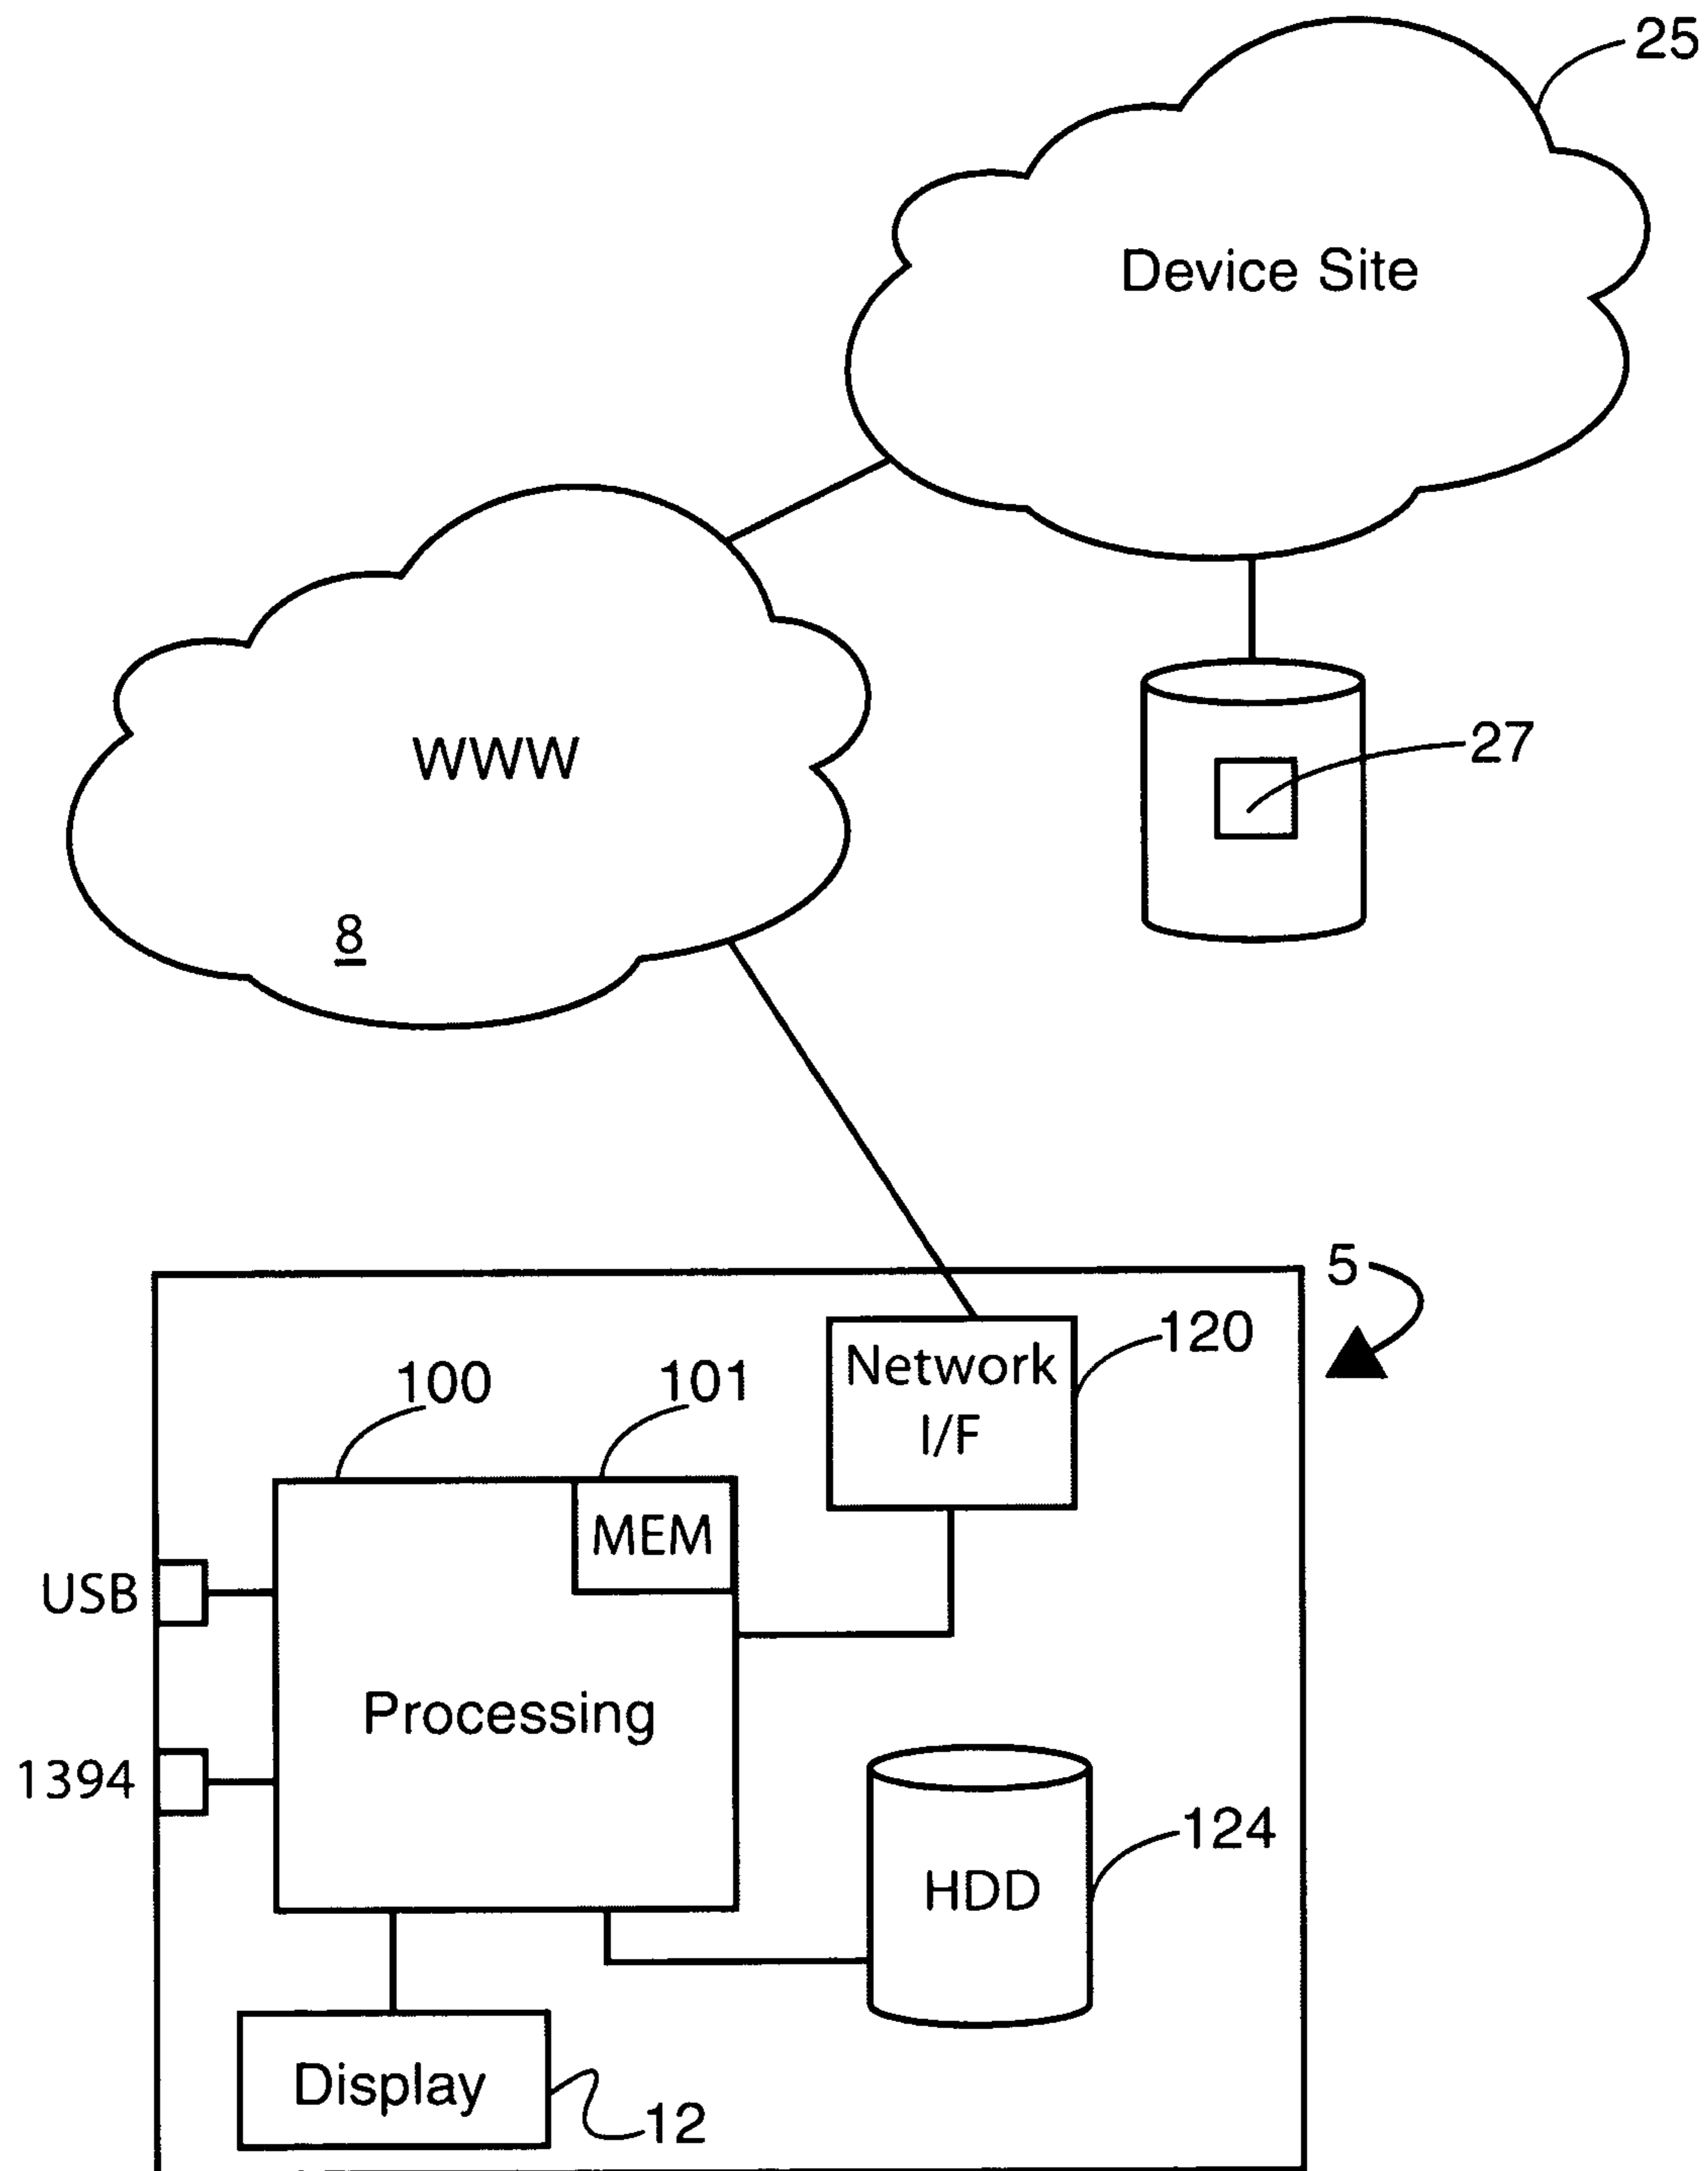 25
Device Site
WWW
27
8
5
120
Network
I/F
100
101
MEM
USB
Processing
1394
124
HDD
Display
12